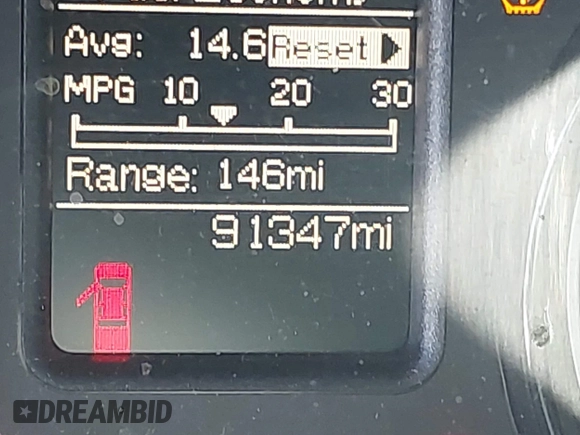 Avg: 14.6 Reset
MPG 10 20 30
Range: 146mi
91347mi
DREAMBID